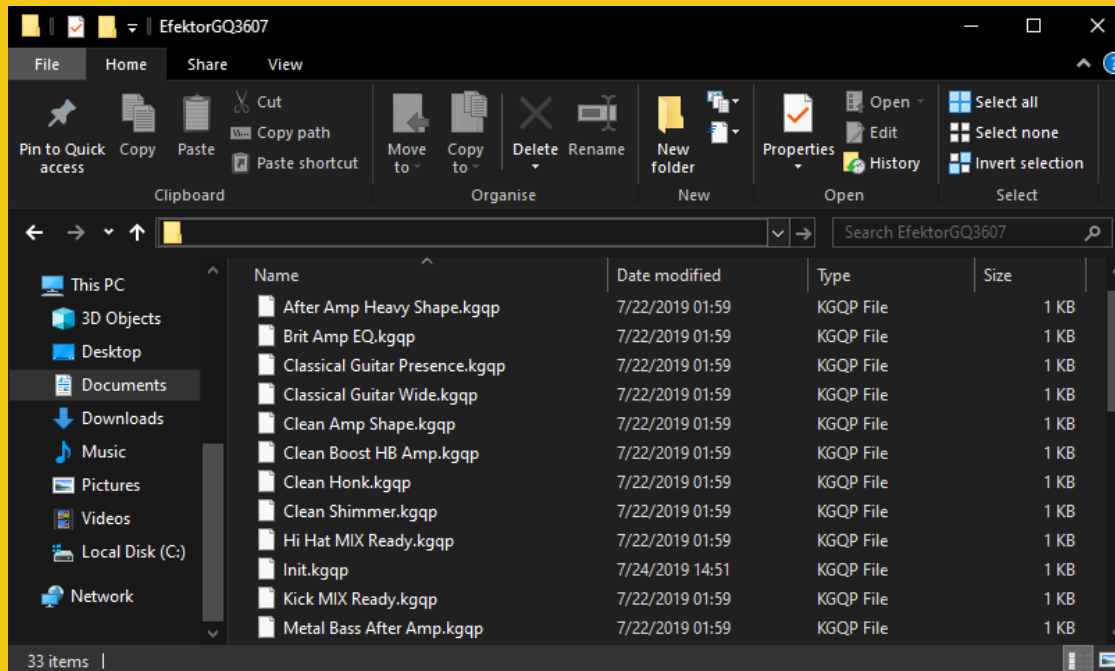 EfektorGQ3607
File Home Share View
Pin to Quick access
Copy
Paste
Cut
Copy path
Paste shortcut
Clipboard
Move to
Copy to
Delete
Rename
Organise
New folder
New
Properties
Open
Edit
History
Open
Select all
Select none
Invert selection
Select
Search EfektorGQ3607
This PC
3D Objects
Desktop
Documents
Downloads
Music
Pictures
Videos
Local Disk (C:)
Network
Name Date modified Type Size
After Amp Heavy Shape.kgqp 7/22/2019 01:59 KGQP File 1 KB
Brit Amp EQ.kgqp 7/22/2019 01:59 KGQP File 1 KB
Classical Guitar Presence.kgqp 7/22/2019 01:59 KGQP File 1 KB
Classical Guitar Wide.kgqp 7/22/2019 01:59 KGQP File 1 KB
Clean Amp Shape.kgqp 7/22/2019 01:59 KGQP File 1 KB
Clean Boost HB Amp.kgqp 7/22/2019 01:59 KGQP File 1 KB
Clean Honk.kgqp 7/22/2019 01:59 KGQP File 1 KB
Clean Shimmer.kgqp 7/22/2019 01:59 KGQP File 1 KB
Hi Hat MIX Ready.kgqp 7/22/2019 01:59 KGQP File 1 KB
Init.kgqp 7/24/2019 14:51 KGQP File 1 KB
Kick MIX Ready.kgqp 7/22/2019 01:59 KGQP File 1 KB
Metal Bass After Amp.kgqp 7/22/2019 01:59 KGQP File 1 KB
33 items